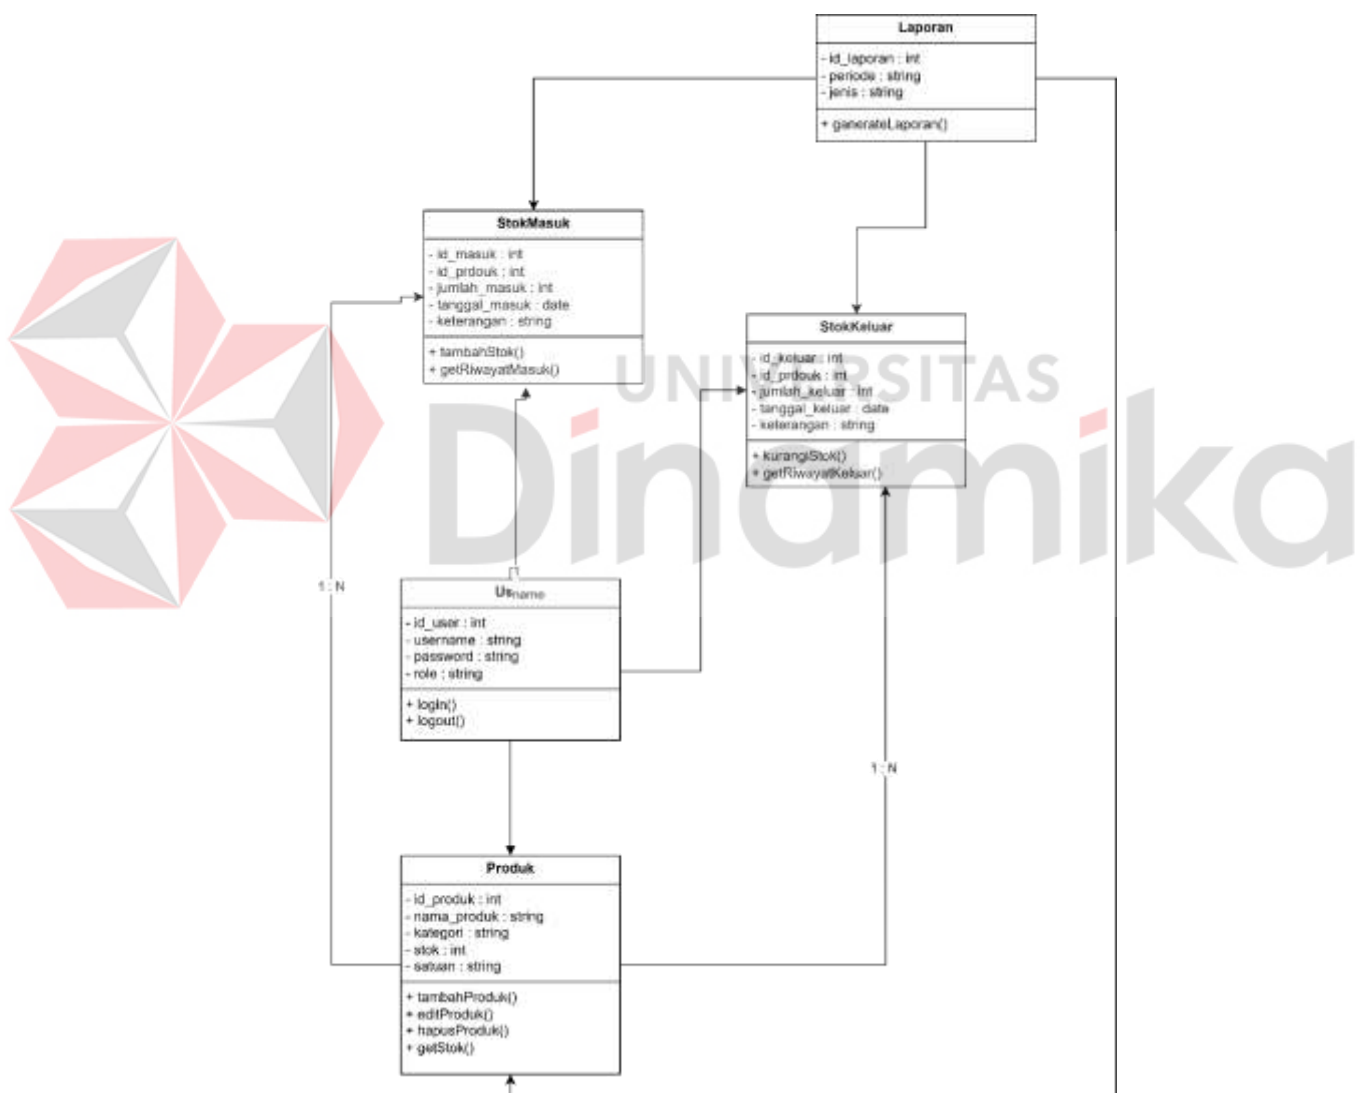 Laporan
- id_laporan : int
- periode : string
- jenis : string
+ generateLaporan()
StokMasuk
- id_masuk : int
- id_prdouk : int
- jumlah_masuk : int
- tanggal_masuk : date
- keterangan : string
+ tambahStok()
+ getRiwayatMasuk()
StokKeluar
- id_keluar : int
- id_prdouk : int
- jumlah_keluar : int
- tanggal_keluar : date
- keterangan : string
+ kurangiStok()
+ getRiwayatKeluar()
UNIVERSITAS
Dinamika
1 : N
name
- id_user : int
- username : string
- password : string
- role : string
+ login()
+ logout()
1 : N
Produk
- id_produk : int
- nama_produk : string
- kategori : string
- stok : int
- satuan : string
+ tambahProduk()
+ editProduk()
+ hapusProduk()
+ getStok()